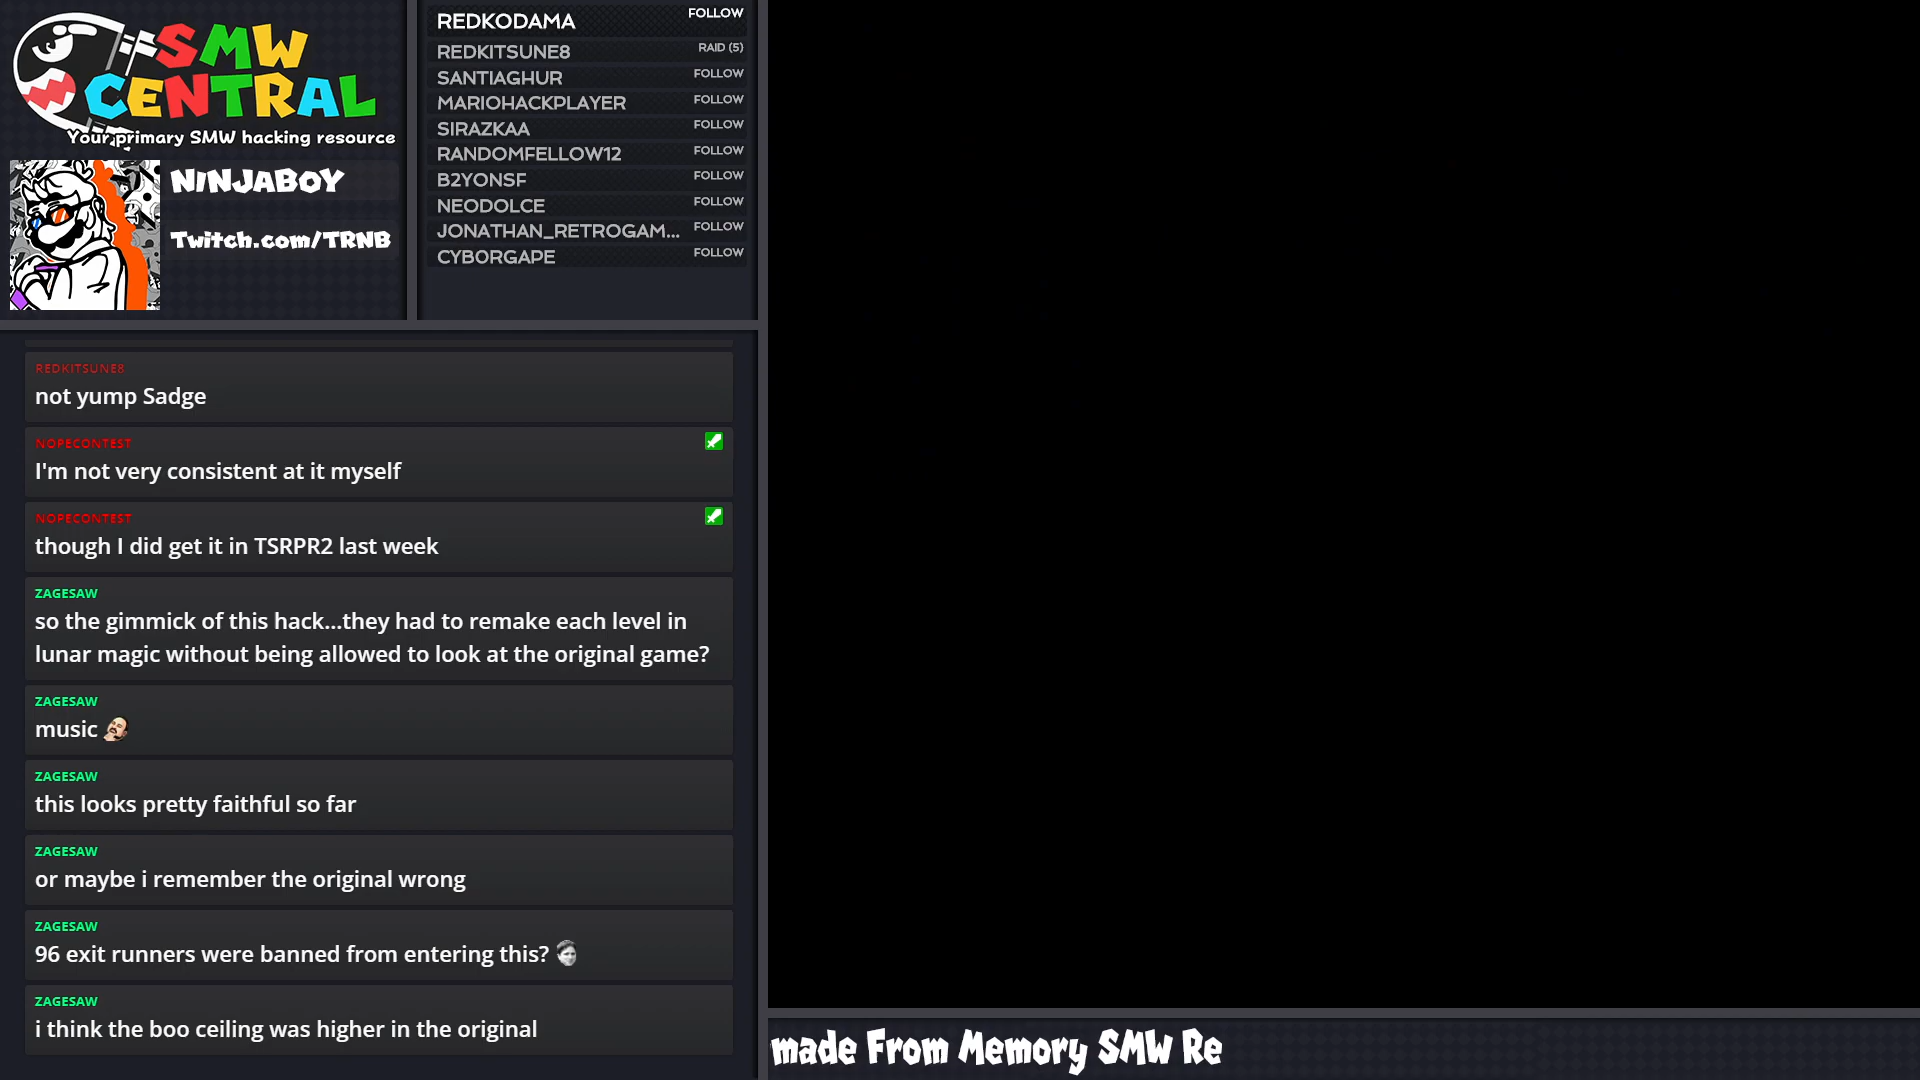 SMW
CENTRAL
Your primary SMW hacking resource
NINJABOY
Twitch.com/TRNB
REDKODAMA FOLLOW
REDKITSUNE8 RAID (5)
SANTIAGHUR FOLLOW
MARIOHACKPLAYER FOLLOW
SIRAZKAA FOLLOW
RANDOMFELLOW12 FOLLOW
B2YONSF FOLLOW
NEODOLCE FOLLOW
JONATHAN_RETROGAM... FOLLOW
CYBORGAPE FOLLOW
REDKITSUNE8
not yump Sadge
NOPECONTEST
I'm not very consistent at it myself
NOPECONTEST
though I did get it in TSRPR2 last week
ZAGESAW
so the gimmick of this hack...they had to remake each level in
lunar magic without being allowed to look at the original game?
ZAGESAW
music
ZAGESAW
this looks pretty faithful so far
ZAGESAW
or maybe i remember the original wrong
ZAGESAW
96 exit runners were banned from entering this?
ZAGESAW
i think the boo ceiling was higher in the original
made From Memory SMW Re